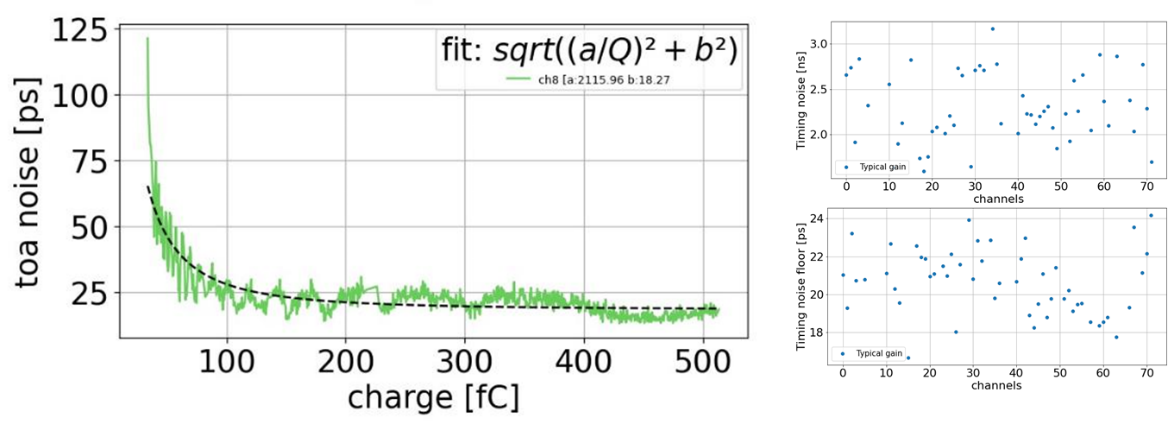 125
100
75
50
25
toa noise [ps]
fit: sqrt((a/Q)² + b²)
ch8 [a:2115.96 b:18.27
100 200 300 400 500
charge [fC]
3.0
2.5
2.0
Timing noise [ns]
Typical gain
0 10 20 30 40 50 60 70
channels
24
22
20
18
Timing noise floor [ps]
Typical gain
0 10 20 30 40 50 60 70
channels